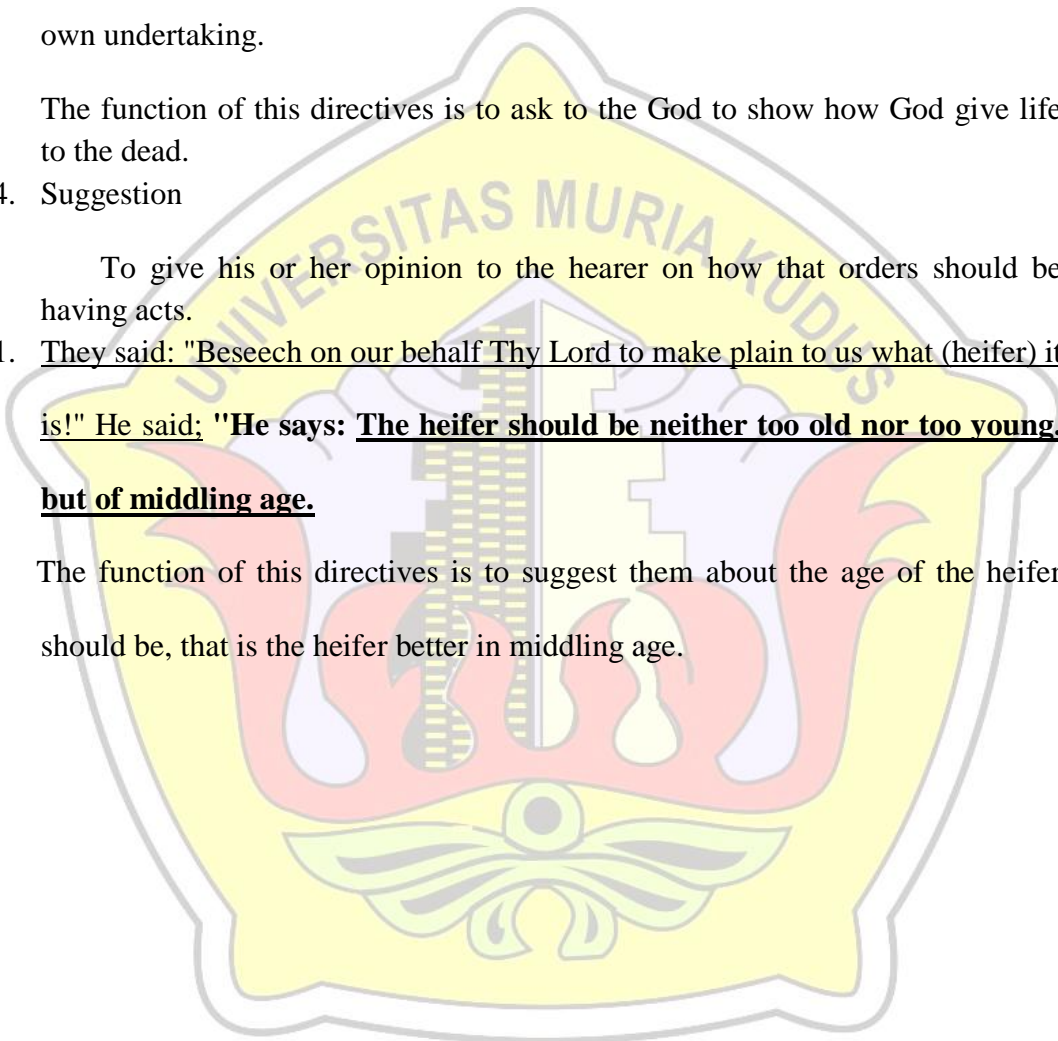 own undertaking.
The function of this directives is to ask to the God to show how God give life
to the dead.
4. Suggestion
To give his or her opinion to the hearer on how that orders should be
having acts.
1. They said: "Beseech on our behalf Thy Lord to make plain to us what (heifer) it
is!" He said; "He says: The heifer should be neither too old nor too young,
but of middling age.
The function of this directives is to suggest them about the age of the heifer
should be, that is the heifer better in middling age.
UNIVERSITAS MURIA KUDUS